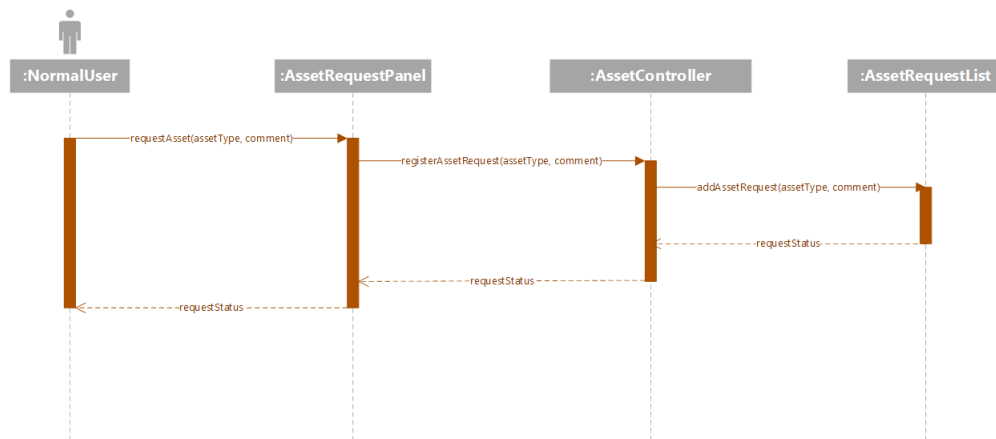 :NormalUser
:AssetRequestPanel
:AssetController
:AssetRequestList
requestAsset(assetType, comment)
registerAssetRequest(assetType, comment)
addAssetRequest(assetType, comment)
requestStatus
requestStatus
requestStatus